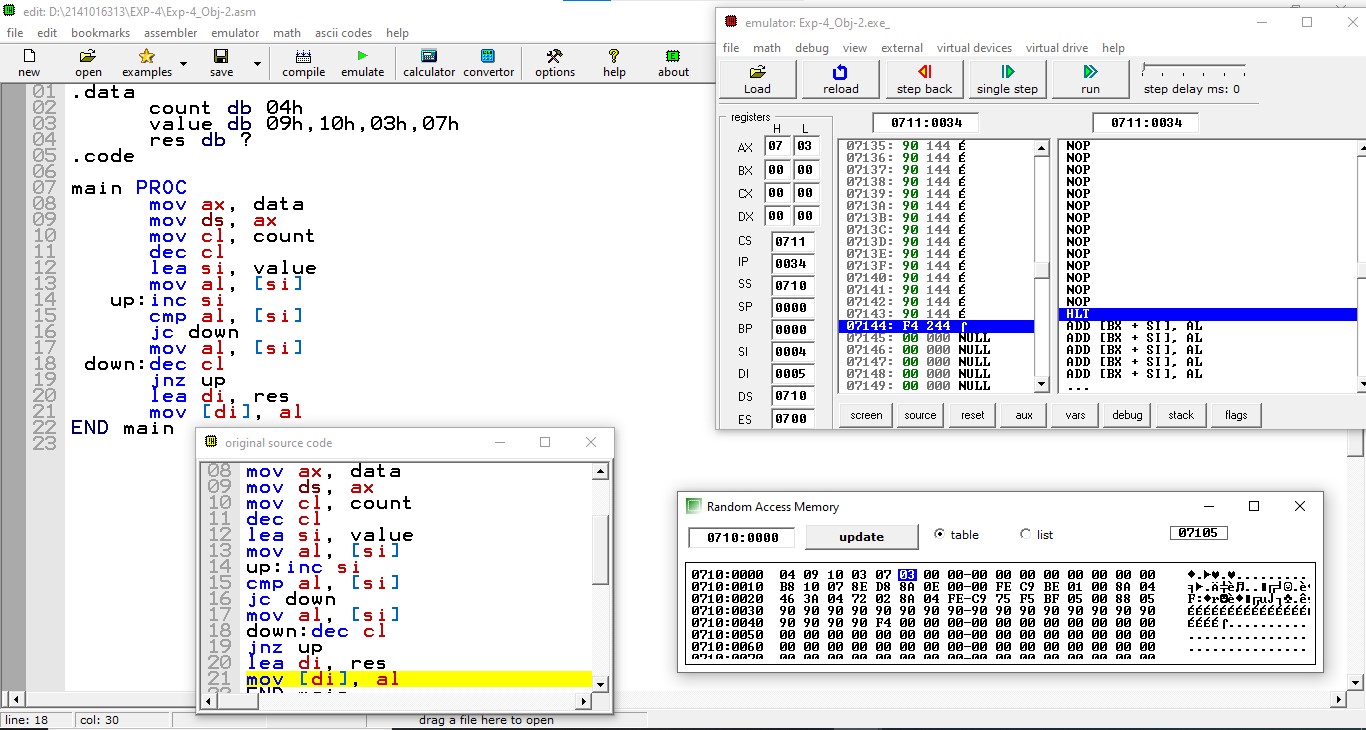 edit: D:\2141016313\EXP-4\Exp-4_Obj-2.asm
file edit bookmarks assembler emulator math ascii codes help
new open examples save compile emulate calculator convertor options help about
01 .data
02 count db 04h
03 value db 09h,10h,03h,07h
04 res db ?
05 .code
06
07 main PROC
08 mov ax, data
09 mov ds, ax
10 mov cl, count
11 dec cl
12 lea si, value
13 mov al, [si]
14 up:inc si
15 cmp al, [si]
16 jc down
17 mov al, [si]
18 down:dec cl
19 jnz up
20 lea di, res
21 mov [di], al
22 END main
23
line: 18 col: 30 drag a file here to open
original source code
08 mov ax, data
09 mov ds, ax
10 mov cl, count
11 dec cl
12 lea si, value
13 mov al, [si]
14 up:inc si
15 cmp al, [si]
16 jc down
17 mov al, [si]
18 down:dec cl
19 jnz up
20 lea di, res
21 mov [di], al
emulator: Exp-4_Obj-2.exe_
file math debug view external virtual devices virtual drive help
Load reload step back single step run step delay ms: 0
registers
H L
AX 07 03
BX 00 00
CX 00 00
DX 00 00
CS 0711
IP 0034
SS 0710
SP 0000
BP 0000
SI 0004
DI 0005
DS 0710
ES 0700
0711:0034
07135: 90 144 É
07136: 90 144 É
07137: 90 144 É
07138: 90 144 É
07139: 90 144 É
0713A: 90 144 É
0713B: 90 144 É
0713C: 90 144 É
0713D: 90 144 É
0713E: 90 144 É
0713F: 90 144 É
07140: 90 144 É
07141: 90 144 É
07142: 90 144 É
07143: 90 144 É
07144: F4 244 ⌠
07145: 00 000 NULL
07146: 00 000 NULL
07147: 00 000 NULL
07148: 00 000 NULL
07149: 00 000 NULL
0711:0034
NOP
NOP
NOP
NOP
NOP
NOP
NOP
NOP
NOP
NOP
NOP
NOP
NOP
NOP
HLT
ADD [BX + SI], AL
ADD [BX + SI], AL
ADD [BX + SI], AL
ADD [BX + SI], AL
ADD [BX + SI], AL
...
screen source reset aux vars debug stack flags
Random Access Memory
0710:0000 update table list 07105
0710:0000 04 09 10 03 07 03 00 00-00 00 00 00 00 00 00 00
0710:0010 B8 10 07 8E D8 8A 0E 00-00 FE C9 BE 01 00 8A 04
0710:0020 46 3A 04 72 02 8A 04 FE-C9 75 F5 BF 05 00 88 05
0710:0030 90 90 90 90 90 90 90 90-90 90 90 90 90 90 90 90
0710:0040 90 90 90 90 F4 00 00 00-00 00 00 00 00 00 00 00
0710:0050 00 00 00 00 00 00 00 00-00 00 00 00 00 00 00 00
0710:0060 00 00 00 00 00 00 00 00-00 00 00 00 00 00 00 00